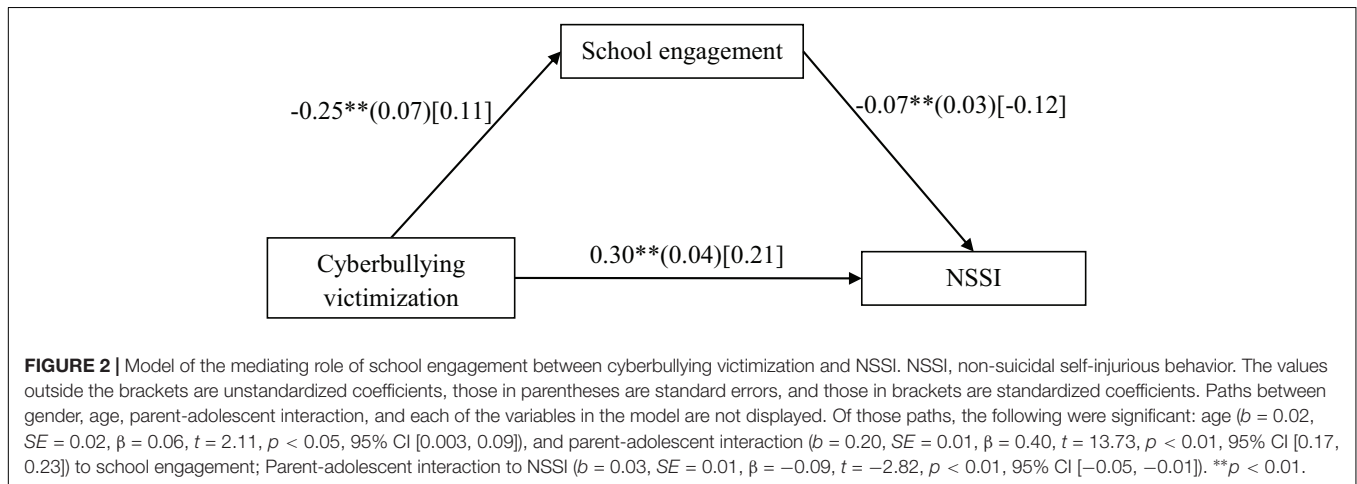 School engagement
-0.25**(0.07)[0.11]
-0.07**(0.03)[-0.12]
0.30**(0.04)[0.21]
Cyberbullying
victimization
NSSI
FIGURE 2 | Model of the mediating role of school engagement between cyberbullying victimization and NSSI. NSSI, non-suicidal self-injurious behavior. The values
outside the brackets are unstandardized coefficients, those in parentheses are standard errors, and those in brackets are standardized coefficients. Paths between
gender, age, parent-adolescent interaction, and each of the variables in the model are not displayed. Of those paths, the following were significant: age (b = 0.02,
SE = 0.02, β = 0.06, t = 2.11, p < 0.05, 95% CI [0.003, 0.09]), and parent-adolescent interaction (b = 0.20, SE = 0.01, β = 0.40, t = 13.73, p < 0.01, 95% CI [0.17,
0.23]) to school engagement; Parent-adolescent interaction to NSSI (b = 0.03, SE = 0.01, β = −0.09, t = −2.82, p < 0.01, 95% CI [−0.05, −0.01]). **p < 0.01.